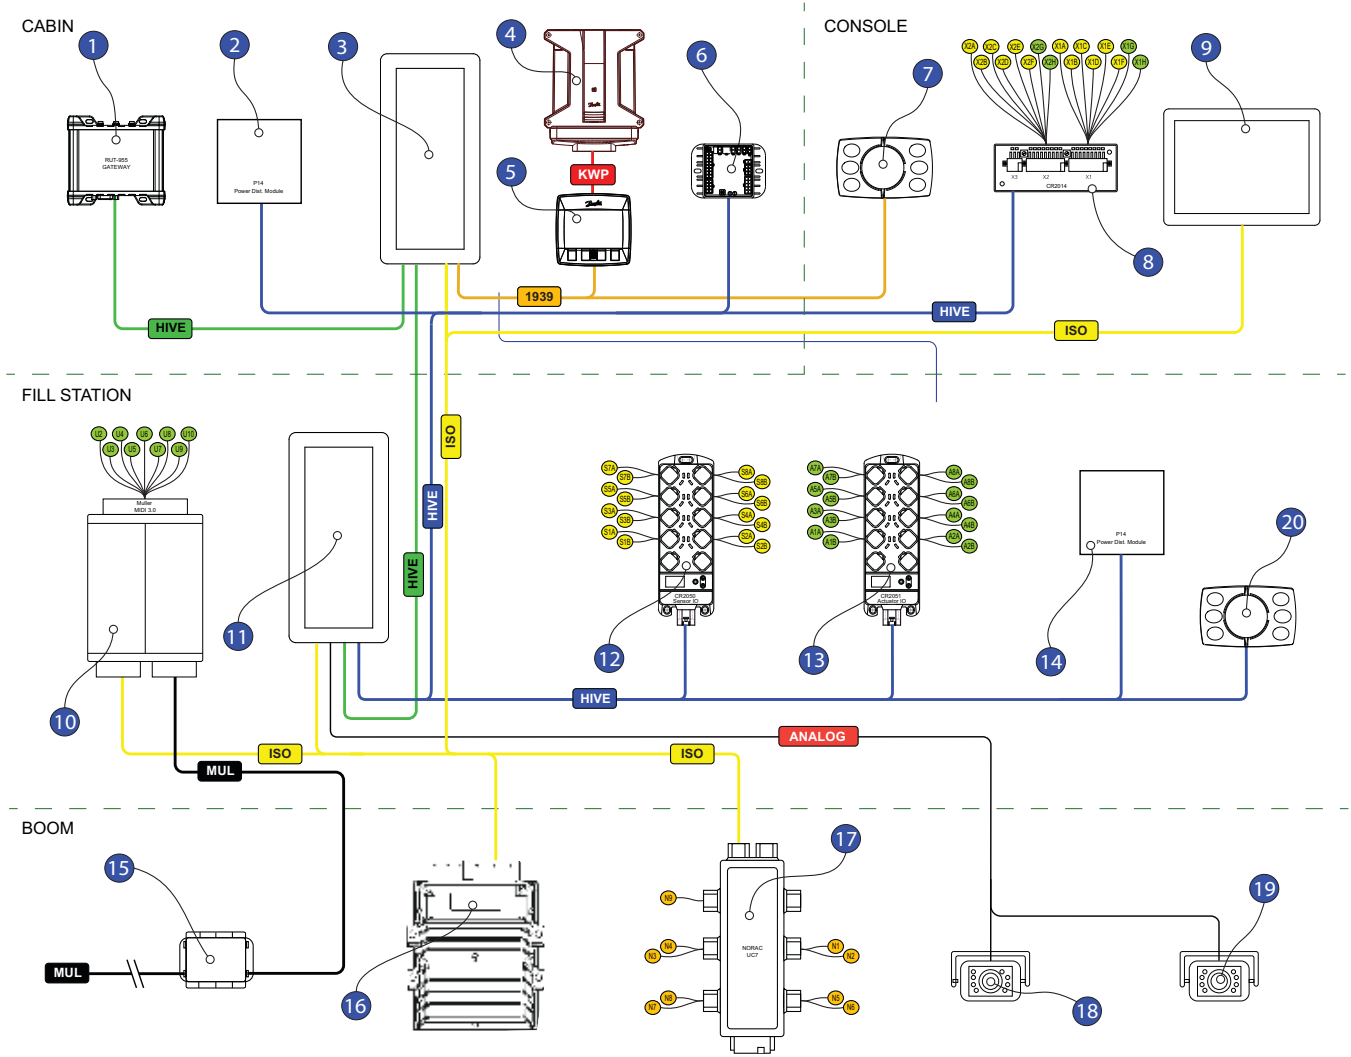 CABIN
CONSOLE
1
2
3
4
5
6
7
8
9
X2A
X2C
X2E
X2G
X1A
X1C
X1E
X1G
X2B
X2D
X2F
X2H
X1B
X1D
X1F
X1H
RUT-955
GATEWAY
P14
Power Dist. Module
Danfoss
KWP
Danfoss
X3
X2
X1
CR2014
1939
HIVE
HIVE
ISO
FILL STATION
U2
U4
U6
U8
U10
U3
U5
U7
U9
Muller
MIDI 3.0
ISO
HIVE
HIVE
S7A
S7B
S5A
S5B
S3A
S3B
S1A
S1B
S8A
S8B
S6A
S6B
S4A
S4B
S2A
S2B
CR2050
Sensor IO
A7A
A7B
A5A
A5B
A3A
A3B
A1A
A1B
A8A
A8B
A6A
A6B
A4A
A4B
A2A
A2B
CR2051
Actuator IO
P14
Power Dist. Module
10
11
12
13
14
20
HIVE
ISO
ISO
ANALOG
MUL
BOOM
15
16
17
18
19
MUL
N9
N4
N3
N8
N7
N1
N2
N5
N6
NORAC
UC7